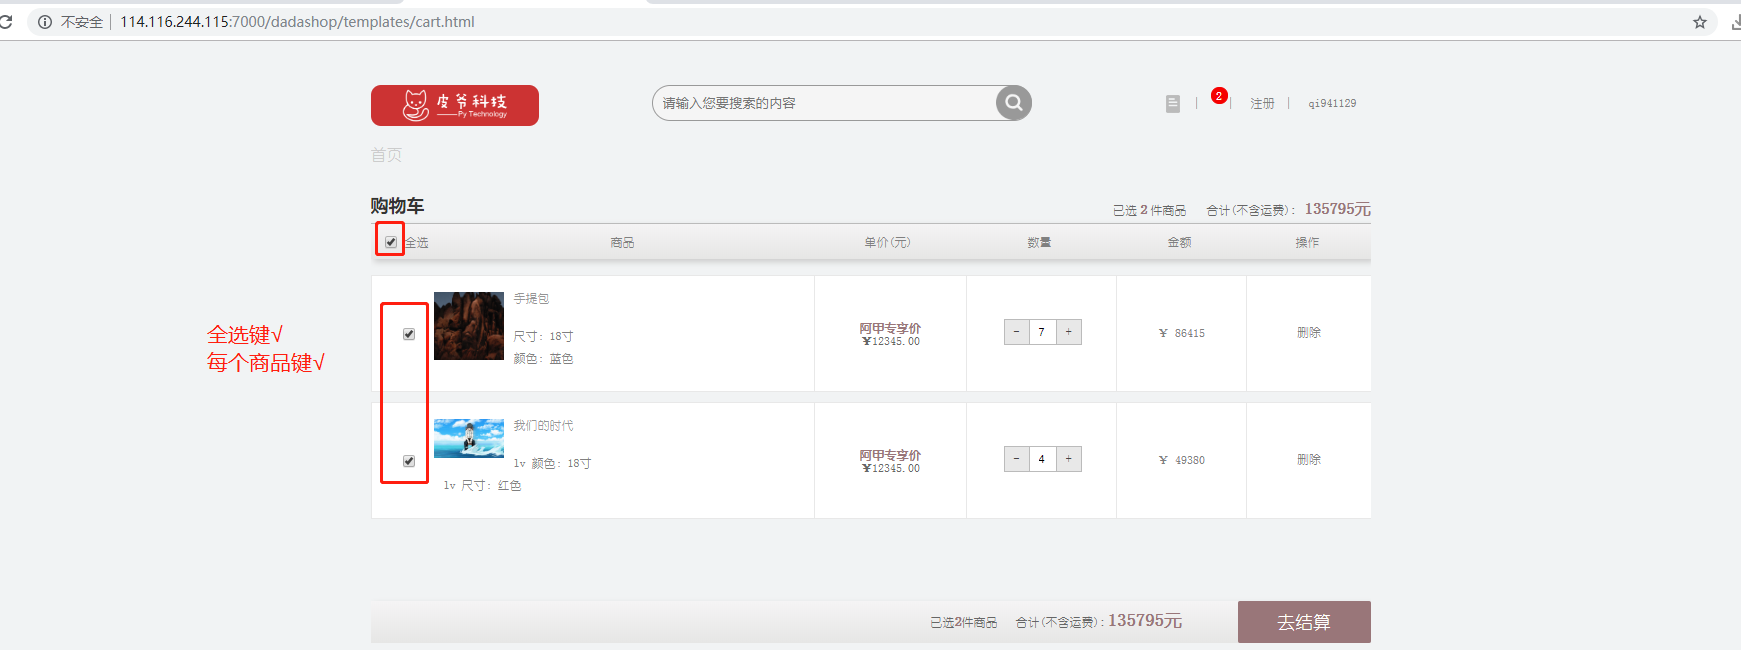 不安全 114.116.244.115:7000/dadashop/templates/cart.html
皮爷科技
Py Technology
请输入您要搜索的内容
2
注册
qi941129
首页
购物车
已选 2 件商品 合计(不含运费): 135795元
全选 商品 单价(元) 数量 金额 操作
手提包
尺寸: 18寸
颜色: 蓝色
阿甲专享价
¥12345.00
- 7 +
¥ 86415
删除
全选键√
每个商品键√
我们的时代
lv 颜色: 18寸
lv 尺寸: 红色
阿甲专享价
¥12345.00
- 4 +
¥ 49380
删除
已选2件商品 合计(不含运费):135795元
去结算